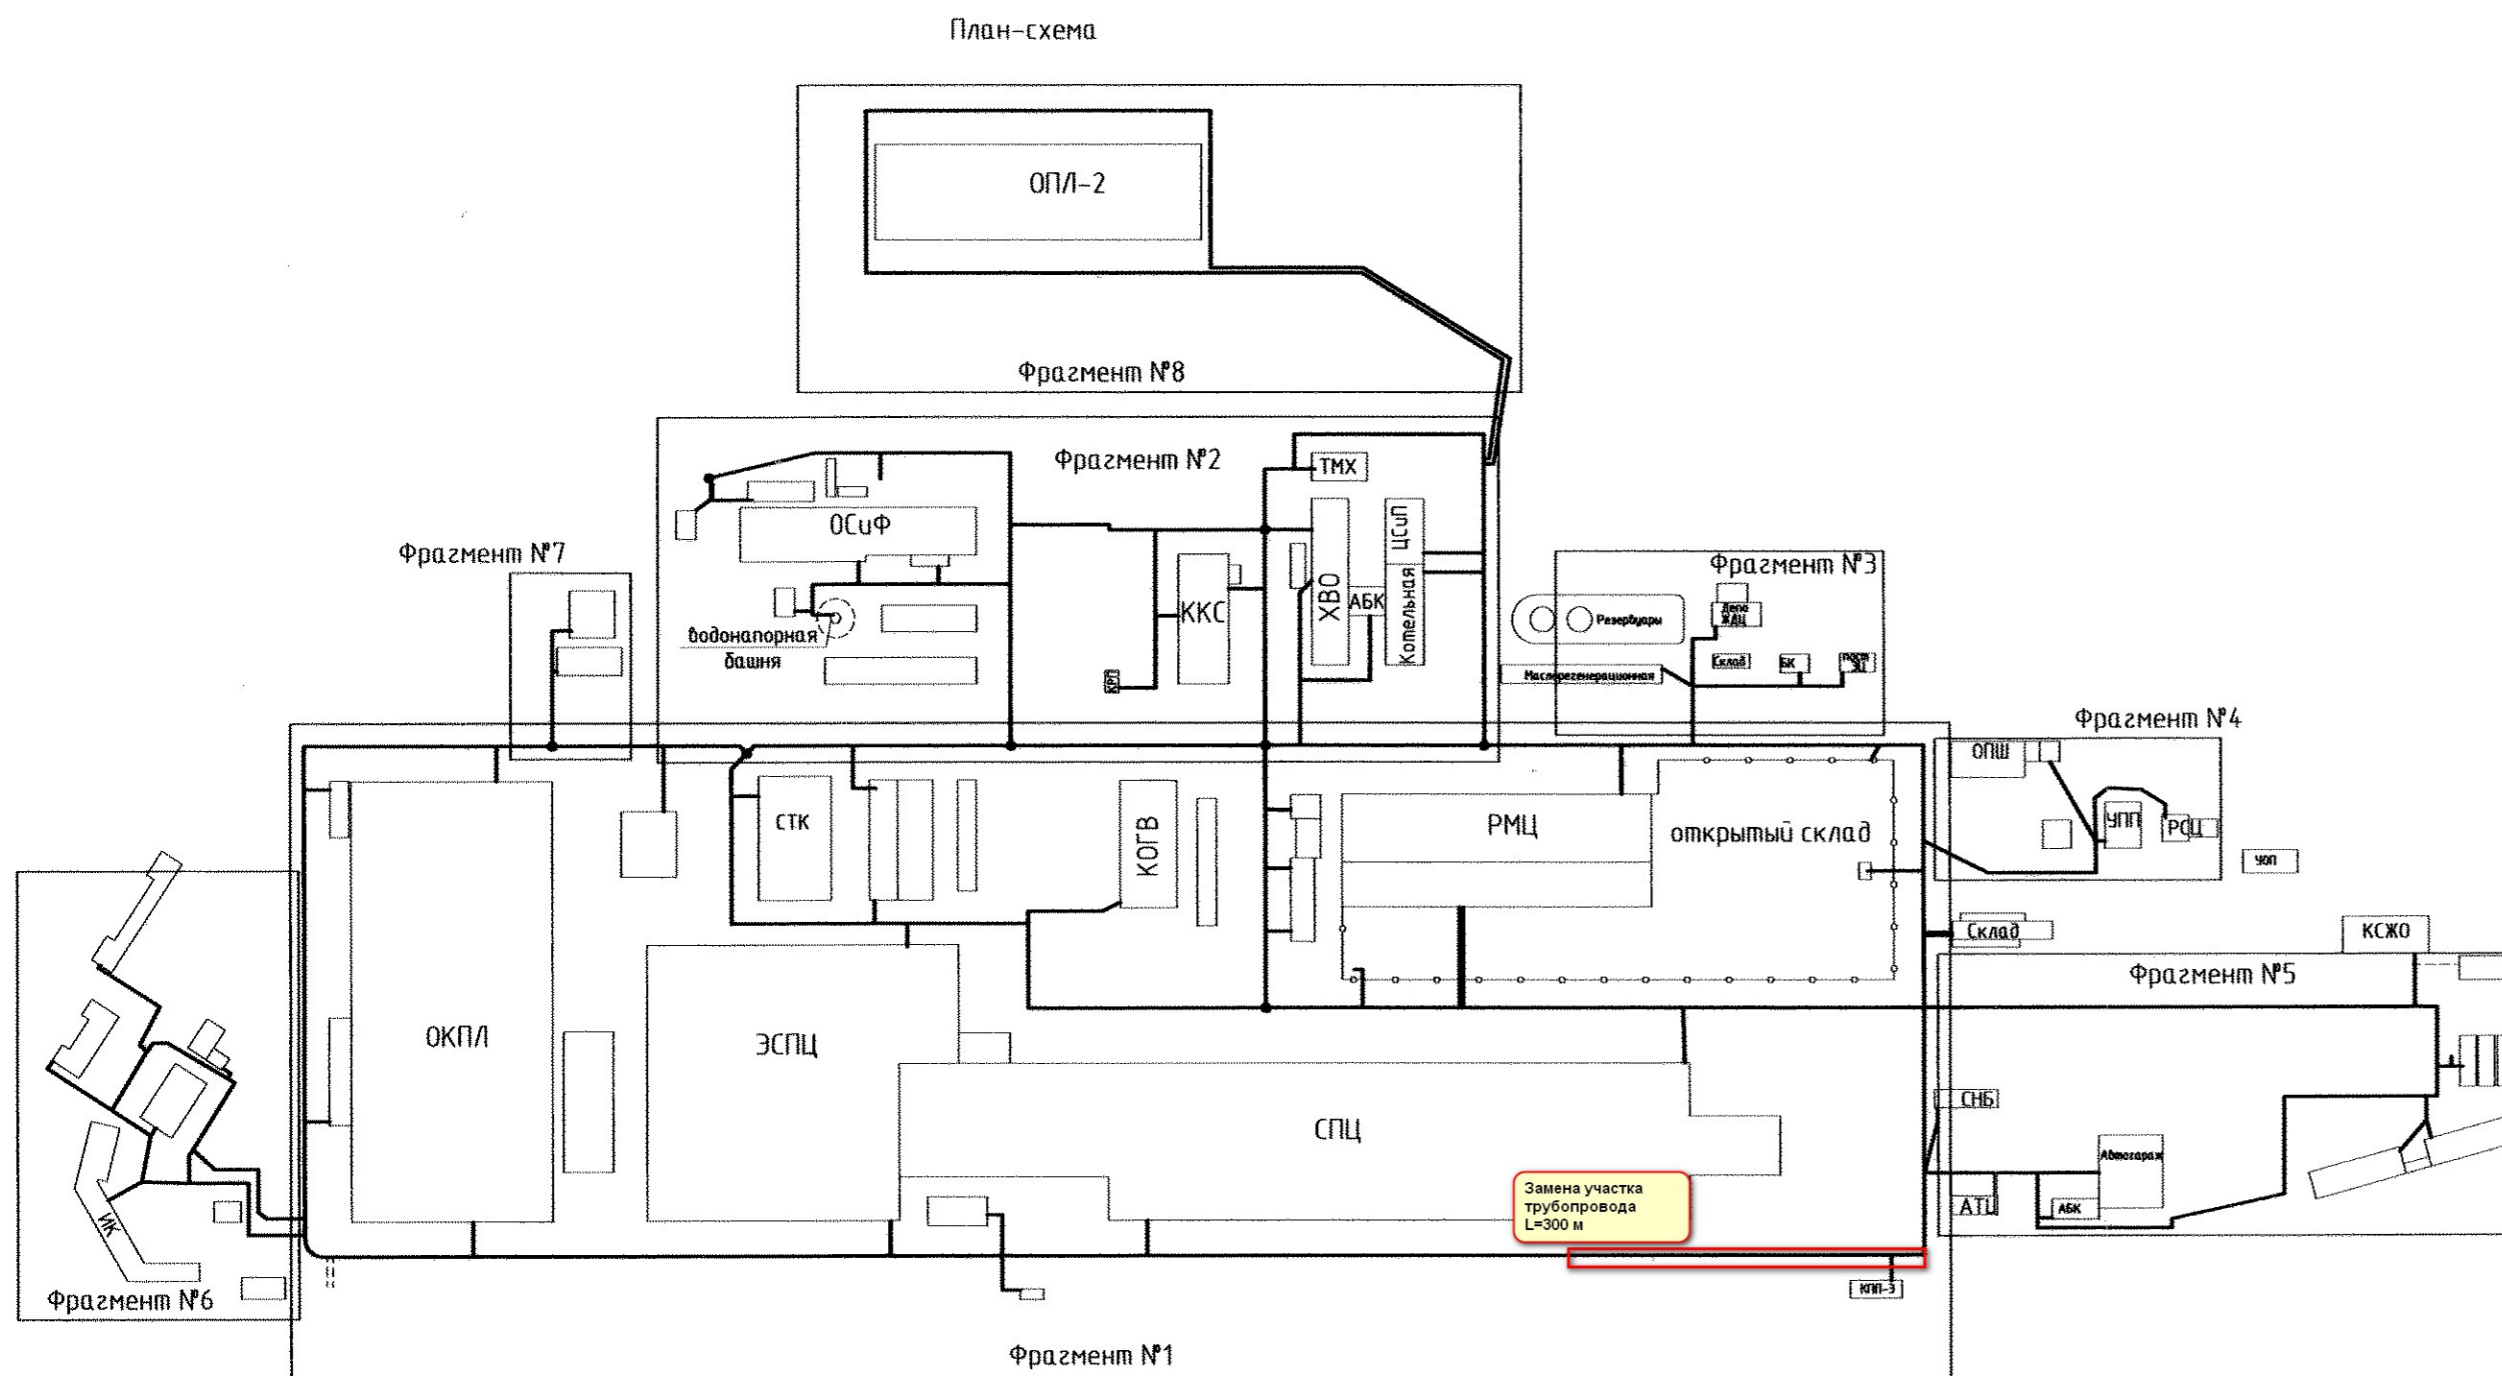 План-схема
ОПЛ-2
Фрагмент №8
Фрагмент №2
ТМХ
ОСиФ
ЦСиП
Фрагмент №7
Фрагмент №3
ХВО
АБК
Котельная
ККС
Резервуары
Депо
ЖДЦ
водонапорная
башня
Склад
БК
пост
ЭЦ
КРП
Маслорегенерационная
Фрагмент №4
ОПШ
СТК
КОГВ
РМЦ
открытый склад
УПП
РСЦ
УОП
Склад
КСЖО
Фрагмент №5
ОКПЛ
ЭСПЦ
СНБ
СПЦ
Автогараж
Замена участка
трубопровода
L=300 м
АТЦ
АБК
ИК
КПП-3
Фрагмент №6
Фрагмент №1